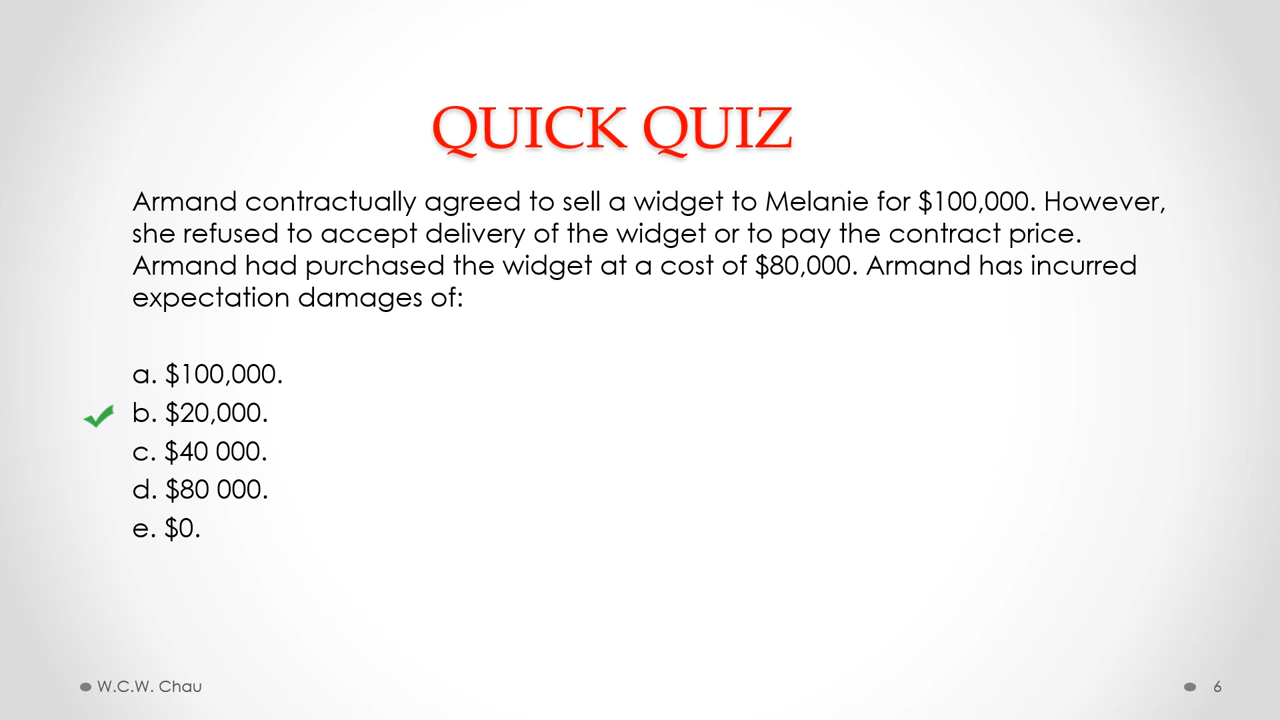 QUICK QUIZ
Armand contractually agreed to sell a widget to Melanie for $100,000. However,
she refused to accept delivery of the widget or to pay the contract price.
Armand had purchased the widget at a cost of $80,000. Armand has incurred
expectation damages of:
a. $100,000.
b. $20,000.
c. $40 000.
d. $80 000.
e. $0.
W.C.W. Chau
6